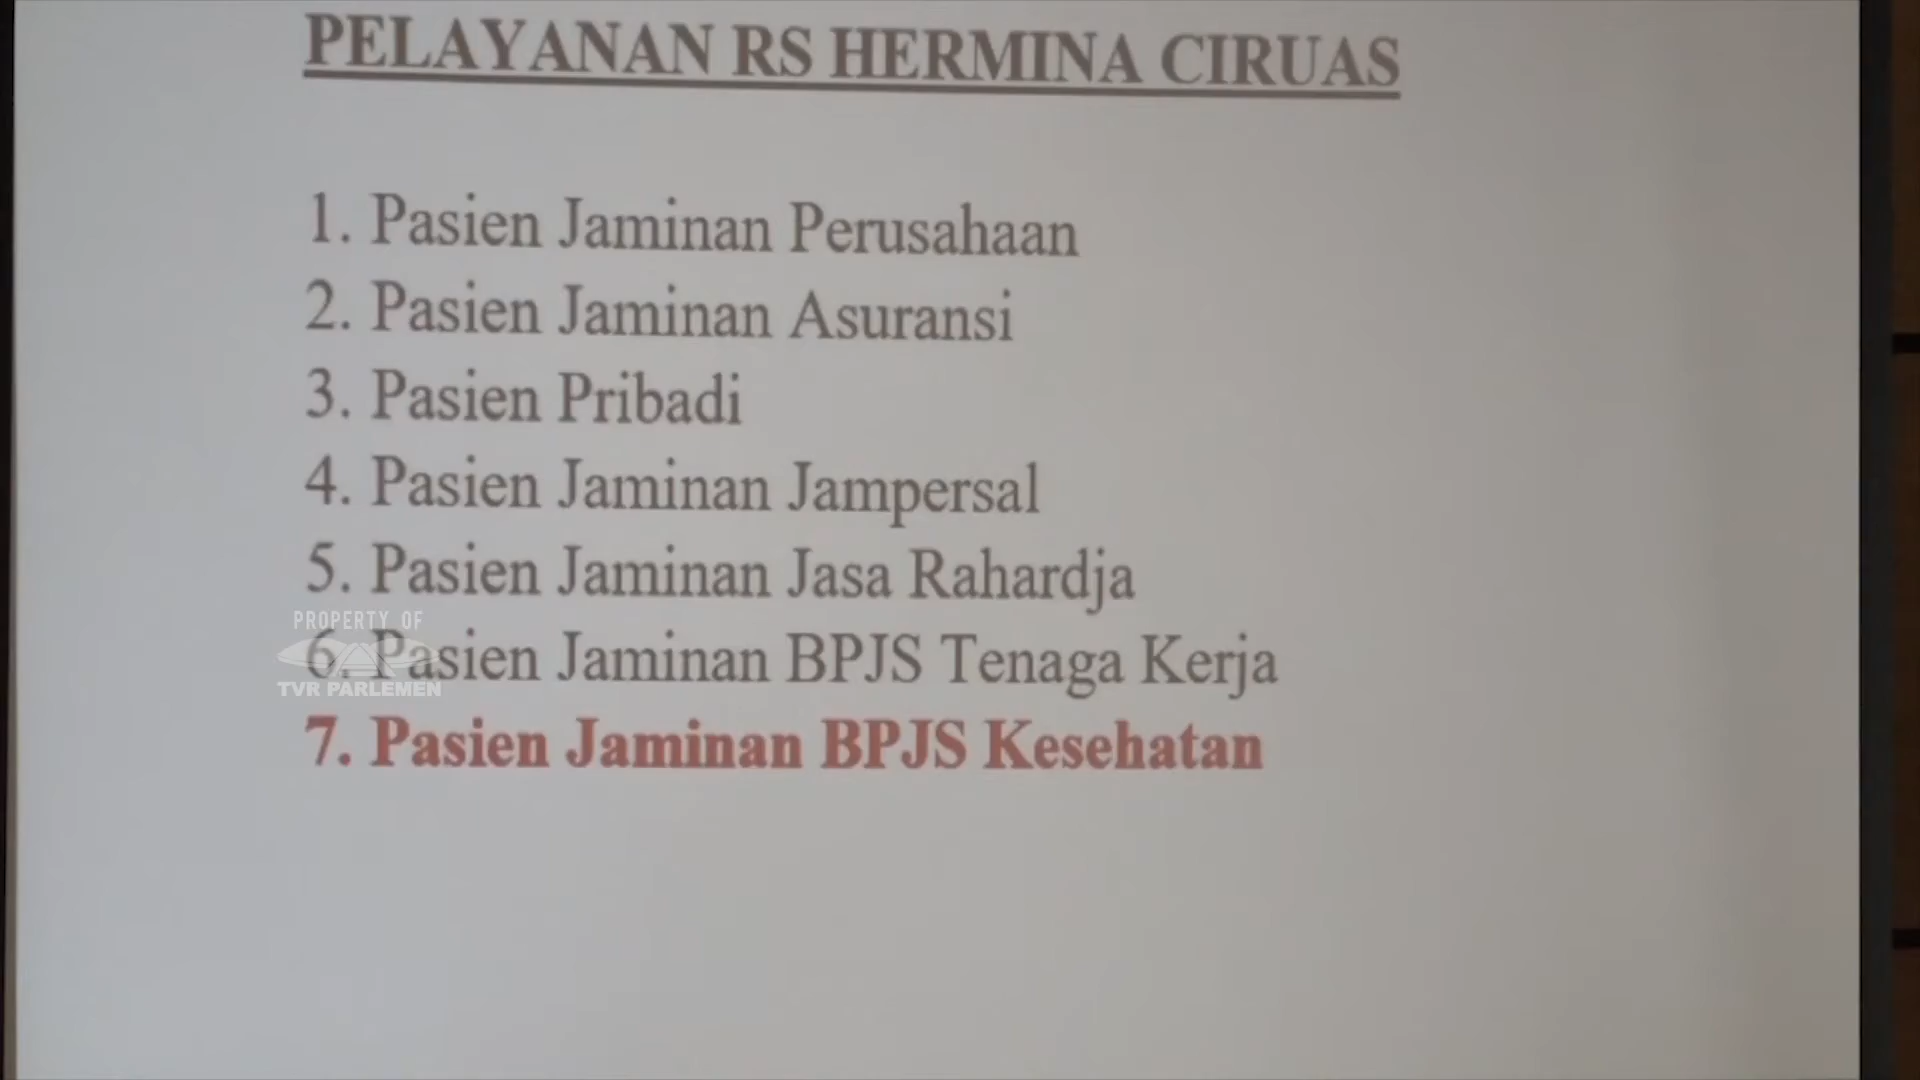 PELAYANAN RS HERMINA CIRUAS
1. Pasien Jaminan Perusahaan
2. Pasien Jaminan Asuransi
3. Pasien Pribadi
4. Pasien Jaminan Jampersal
5. Pasien Jaminan Jasa Rahardja
PROPERTY OF
6. Pasien Jaminan BPJS Tenaga Kerja
TVR PARLEMEN
7. Pasien Jaminan BPJS Kesehatan